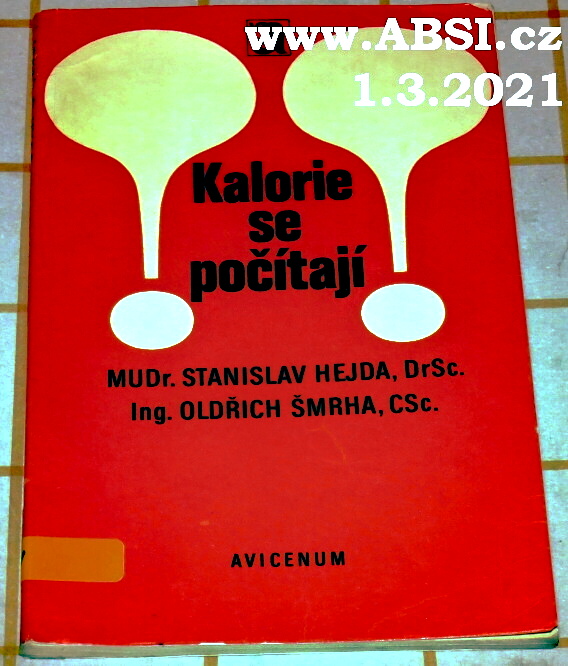 www.ABSI.cz
1.3.2021
Kalorie
se
počítají
MUDr. STANISLAV HEJDA, DrSc.
Ing. OLDŘICH ŠMRHA, CSc.
AVICENUM